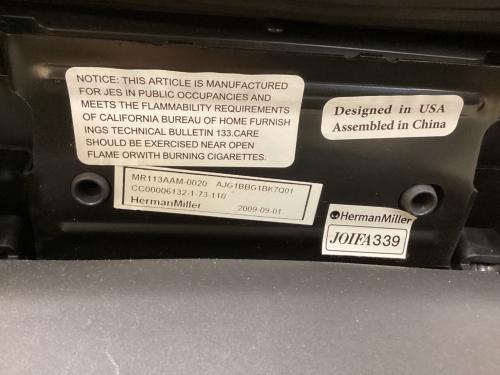 NOTICE: THIS ARTICLE IS MANUFACTURED
FOR JES IN PUBLIC OCCUPANCIES AND
MEETS THE FLAMMABILITY REQUIREMENTS
OF CALIFORNIA BUREAU OF HOME FURNISH
INGS TECHNICAL BULLETIN 133.CARE
SHOULD BE EXERCISED NEAR OPEN
FLAME ORWITH BURNING CIGARETTES.
Designed in USA
Assembled in China
MR113AAM-0020 AJG1BBG1BK7Q01
CC00006132-1-73-110
HermanMiller 2009-09-01
HermanMiller
JOIFA339